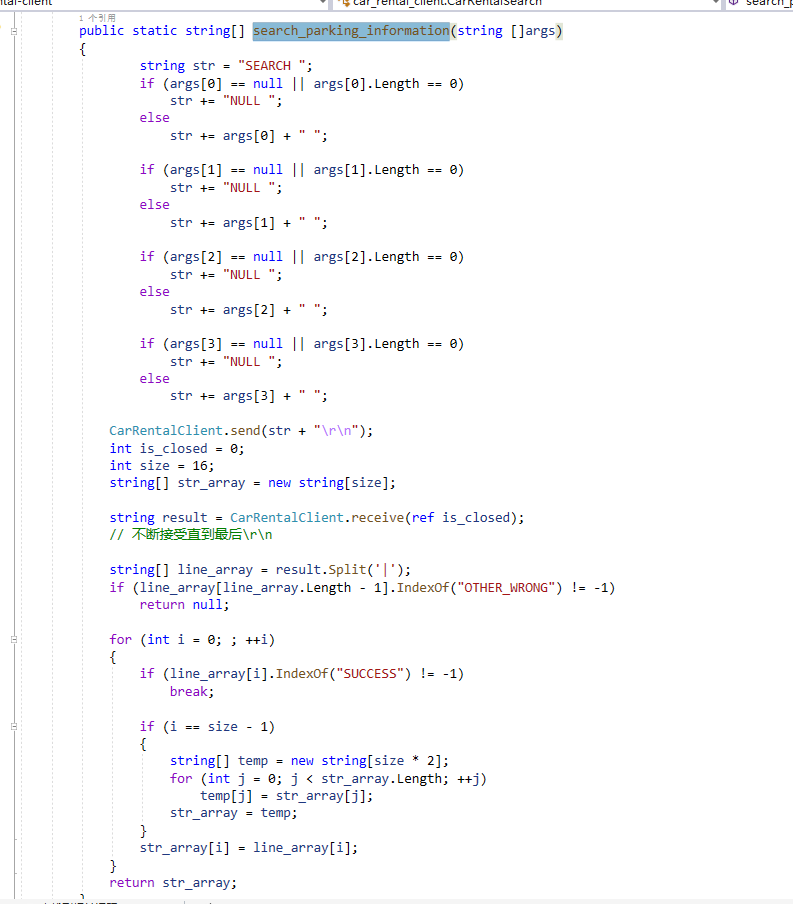 car_rental_client.CarRentalSearch
1 个引用
public static string[] search_parking_information(string []args)
{
string str = "SEARCH ";
if (args[0] == null || args[0].Length == 0)
str += "NULL ";
else
str += args[0] + " ";
if (args[1] == null || args[1].Length == 0)
str += "NULL ";
else
str += args[1] + " ";
if (args[2] == null || args[2].Length == 0)
str += "NULL ";
else
str += args[2] + " ";
if (args[3] == null || args[3].Length == 0)
str += "NULL ";
else
str += args[3] + " ";
CarRentalClient.send(str + "\r\n");
int is_closed = 0;
int size = 16;
string[] str_array = new string[size];
string result = CarRentalClient.receive(ref is_closed);
// 不断接受直到最后\r\n
string[] line_array = result.Split('|');
if (line_array[line_array.Length - 1].IndexOf("OTHER_WRONG") != -1)
return null;
for (int i = 0; ; ++i)
{
if (line_array[i].IndexOf("SUCCESS") != -1)
break;
if (i == size - 1)
{
string[] temp = new string[size * 2];
for (int j = 0; j < str_array.Length; ++j)
temp[j] = str_array[j];
str_array = temp;
}
str_array[i] = line_array[i];
}
return str_array;